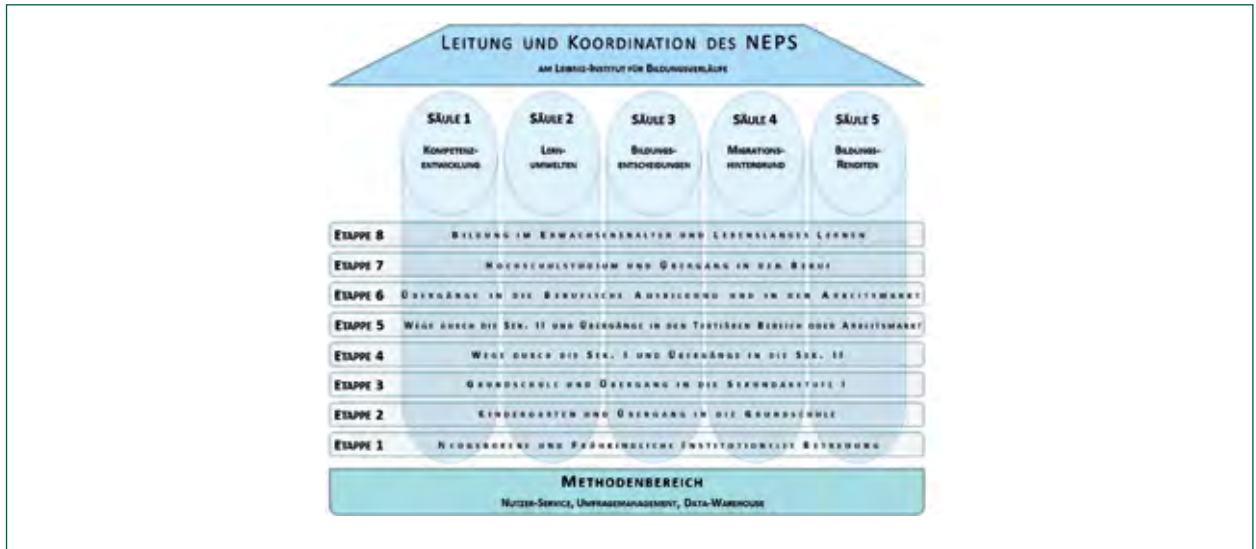 LEITUNG UND KOORDINATION DES NEPS
AM LEIBNIZ-INSTITUT FÜR BILDUNGSVERLÄUFE
SÄULE 1
KOMPETENZ-
ENTWICKLUNG
SÄULE 2
LERN-
UMWELTEN
SÄULE 3
BILDUNGS-
ENTSCHEIDUNGEN
SÄULE 4
MIGRATIONS-
HINTERGRUND
SÄULE 5
BILDUNGS-
RENDITEN
ETAPPE 8 BILDUNG IM ERWACHSENENALTER UND LEBENSLANGES LERNEN
ETAPPE 7 HOCHSCHULSTUDIUM UND ÜBERGANG IN DEN BERUF
ETAPPE 6 ÜBERGÄNGE IN DIE BERUFLICHE AUSBILDUNG UND IN DEN ARBEITSMARKT
ETAPPE 5 WEGE DURCH DIE SEK. II UND ÜBERGÄNGE IN DEN TERTIÄREN BEREICH ODER ARBEITSMARKT
ETAPPE 4 WEGE DURCH DIE SEK. I UND ÜBERGÄNGE IN DIE SEK. II
ETAPPE 3 GRUNDSCHULE UND ÜBERGANG IN DIE SEKUNDARSTUFE I
ETAPPE 2 KINDERGARTEN UND ÜBERGANG IN DIE GRUNDSCHULE
ETAPPE 1 NEUGEBORENE UND FRÜHKINDLICHE INSTITUTIONELLE BETREUUNG
METHODENBEREICH
NUTZER-SERVICE, UMFRAGEMANAGEMENT, DATA-WAREHOUSE